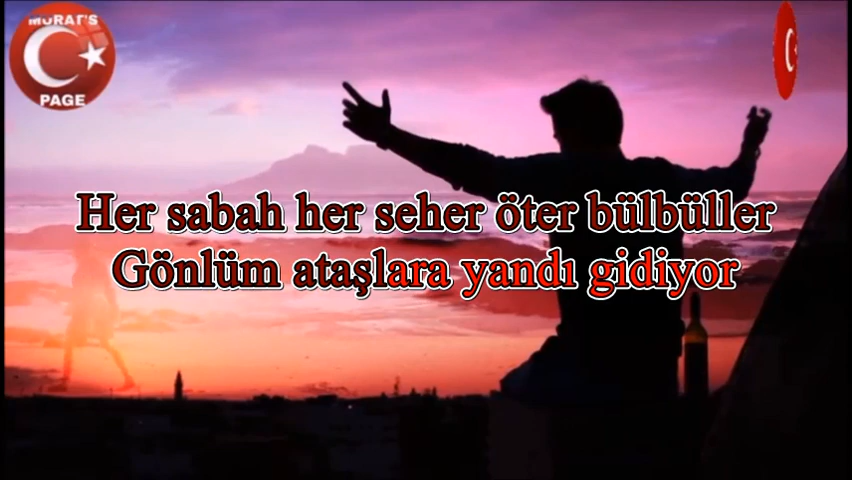 MURAT'S
PAGE
Her sabah her seher öter bülbüller
Gönlüm ataşlara yandı gidiyor